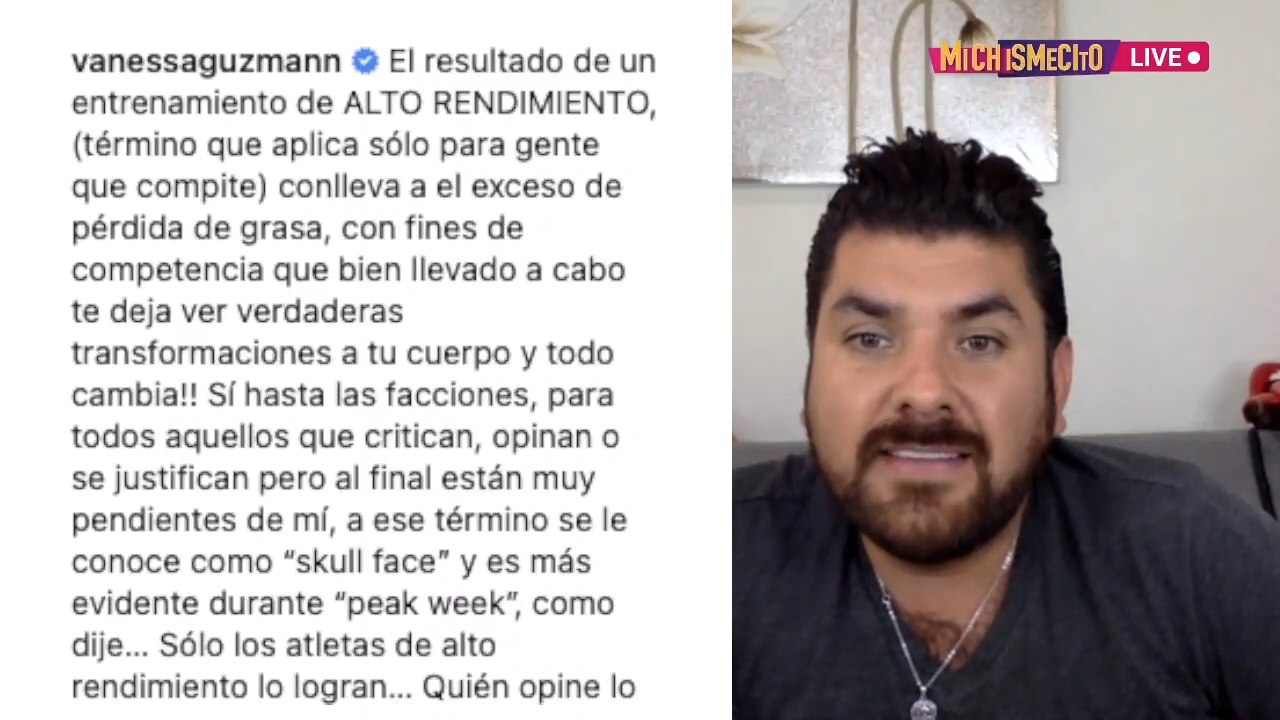 vanessaguzmann El resultado de un
entrenamiento de ALTO RENDIMIENTO,
(término que aplica sólo para gente
que compite) conlleva a el exceso de
pérdida de grasa, con fines de
competencia que bien llevado a cabo
te deja ver verdaderas
transformaciones a tu cuerpo y todo
cambia!! Sí hasta las facciones, para
todos aquellos que critican, opinan o
se justifican pero al final están muy
pendientes de mí, a ese término se le
conoce como “skull face” y es más
evidente durante “peak week”, como
dije... Sólo los atletas de alto
rendimiento lo logran... Quién opine lo
MICHISMECITO LIVE